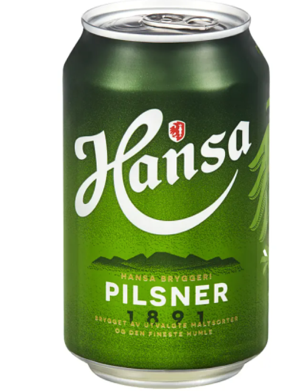 Hansa
HANSA BRYGGERI
PILSNER
1891
BRYGGET AV UTVALGTE MALTSORTER
OG DEN FINESTE HUMLE